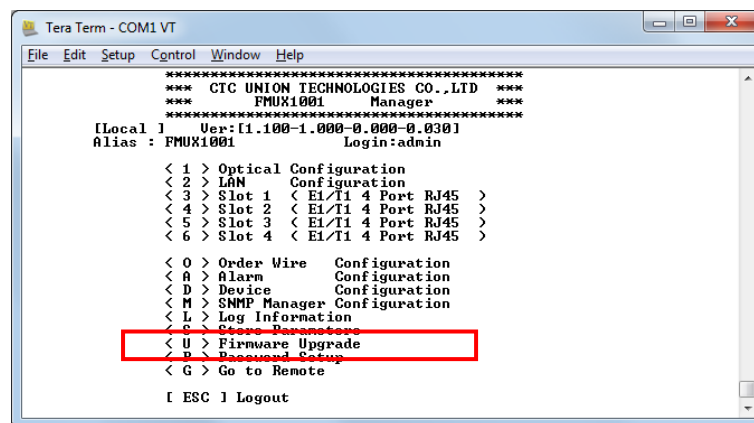 Tera Term - COM1 VT
File Edit Setup Control Window Help
****************************************
*** CTC UNION TECHNOLOGIES CO.,LTD ***
*** FMUX1001 Manager ***
****************************************
[Local ] Ver:[1.100-1.000-0.000-0.030]
Alias : FMUX1001 Login:admin
< 1 > Optical Configuration
< 2 > LAN Configuration
< 3 > Slot 1 ( E1/T1 4 Port RJ45 )
< 4 > Slot 2 ( E1/T1 4 Port RJ45 )
< 5 > Slot 3 ( E1/T1 4 Port RJ45 )
< 6 > Slot 4 ( E1/T1 4 Port RJ45 )
< O > Order Wire Configuration
< A > Alarm Configuration
< D > Device Configuration
< M > SNMP Manager Configuration
< L > Log Information
< S > Store Parameters
< U > Firmware Upgrade
< P > Password Setup
< G > Go to Remote
[ ESC ] Logout